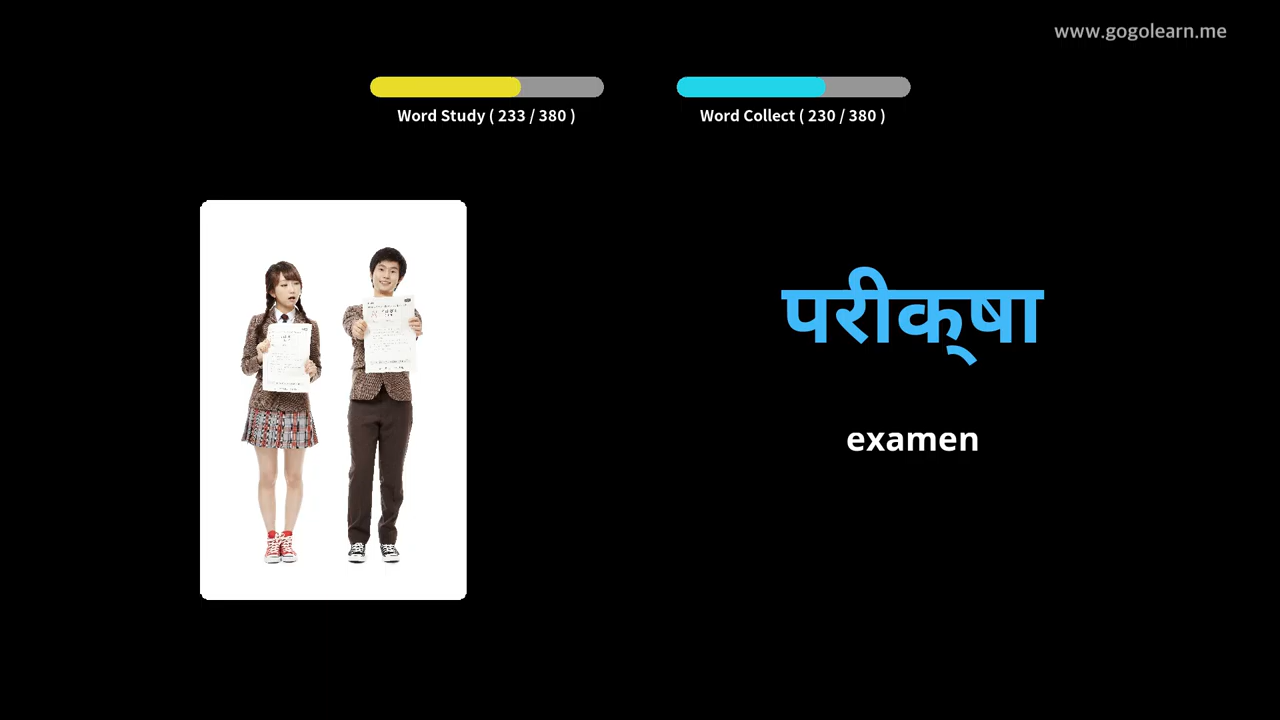 www.gogolearn.me
Word Study ( 233 / 380 )
Word Collect ( 230 / 380 )
परीक्‌षा
examen